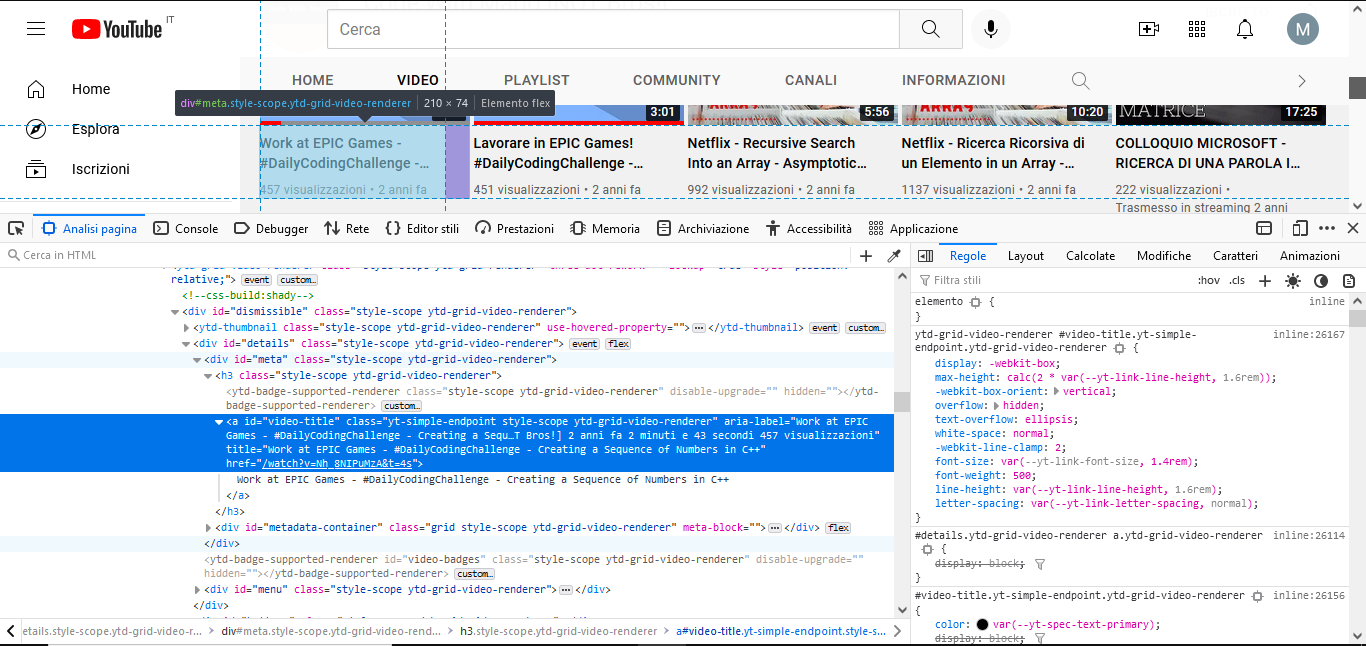 YouTube IT
Cerca
M
Home
Esplora
Iscrizioni
HOME VIDEO PLAYLIST COMMUNITY CANALI INFORMAZIONI
div#meta.style-scope.ytd-grid-video-renderer 210 × 74 Elemento flex
3:01 5:56 10:20 MATRICE 17:25
Work at EPIC Games - #DailyCodingChallenge -...
457 visualizzazioni • 2 anni fa
Lavorare in EPIC Games! #DailyCodingChallenge -...
451 visualizzazioni • 2 anni fa
Netflix - Recursive Search Into an Array - Asymptotic...
992 visualizzazioni • 2 anni fa
Netflix - Ricerca Ricorsiva di un Elemento in un Array -...
1137 visualizzazioni • 2 anni fa
COLLOQUIO MICROSOFT - RICERCA DI UNA PAROLA I...
222 visualizzazioni •
Trasmesso in streaming 2 anni
Analisi pagina Console Debugger Rete Editor stili Prestazioni Memoria Archiviazione Accessibilità Applicazione
Cerca in HTML
relative;"> event custom…
<!--css-build:shady-->
<div id="dismissible" class="style-scope ytd-grid-video-renderer">
<ytd-thumbnail class="style-scope ytd-grid-video-renderer" use-hovered-property="">…</ytd-thumbnail> event custom…
<div id="details" class="style-scope ytd-grid-video-renderer"> event flex
<div id="meta" class="style-scope ytd-grid-video-renderer">
<h3 class="style-scope ytd-grid-video-renderer">
<ytd-badge-supported-renderer class="style-scope ytd-grid-video-renderer" disable-upgrade="" hidden=""></ytd-
badge-supported-renderer> custom…
<a id="video-title" class="yt-simple-endpoint style-scope ytd-grid-video-renderer" aria-label="Work at EPIC
Games - #DailyCodingChallenge - Creating a Sequ…T Bros!] 2 anni fa 2 minuti e 43 secondi 457 visualizzazioni"
title="Work at EPIC Games - #DailyCodingChallenge - Creating a Sequence of Numbers in C++"
href="/watch?v=Nh_8NIPuMzA&t=4s">
Work at EPIC Games - #DailyCodingChallenge - Creating a Sequence of Numbers in C++
</a>
</h3>
<div id="metadata-container" class="grid style-scope ytd-grid-video-renderer" meta-block="">…</div> flex
</div>
<ytd-badge-supported-renderer id="video-badges" class="style-scope ytd-grid-video-renderer" disable-upgrade=""
hidden=""></ytd-badge-supported-renderer> custom…
<div id="menu" class="style-scope ytd-grid-video-renderer">…</div>
</div>
etails.style-scope.ytd-grid-video-r… div#meta.style-scope.ytd-grid-video-rend… h3.style-scope.ytd-grid-video-renderer a#video-title.yt-simple-endpoint.style-s…
Regole Layout Calcolate Modifiche Caratteri Animazioni
Filtra stili :hov .cls
elemento { inline
}
ytd-grid-video-renderer #video-title.yt-simple- inline:26167
endpoint.ytd-grid-video-renderer {
display: -webkit-box;
max-height: calc(2 * var(--yt-link-line-height, 1.6rem));
-webkit-box-orient: vertical;
overflow: hidden;
text-overflow: ellipsis;
white-space: normal;
-webkit-line-clamp: 2;
font-size: var(--yt-link-font-size, 1.4rem);
font-weight: 500;
line-height: var(--yt-link-line-height, 1.6rem);
letter-spacing: var(--yt-link-letter-spacing, normal);
}
#details.ytd-grid-video-renderer a.ytd-grid-video-renderer inline:26114
{
display: block;
}
#video-title.yt-simple-endpoint.ytd-grid-video-renderer inline:26156
{
color: var(--yt-spec-text-primary);
display: block;